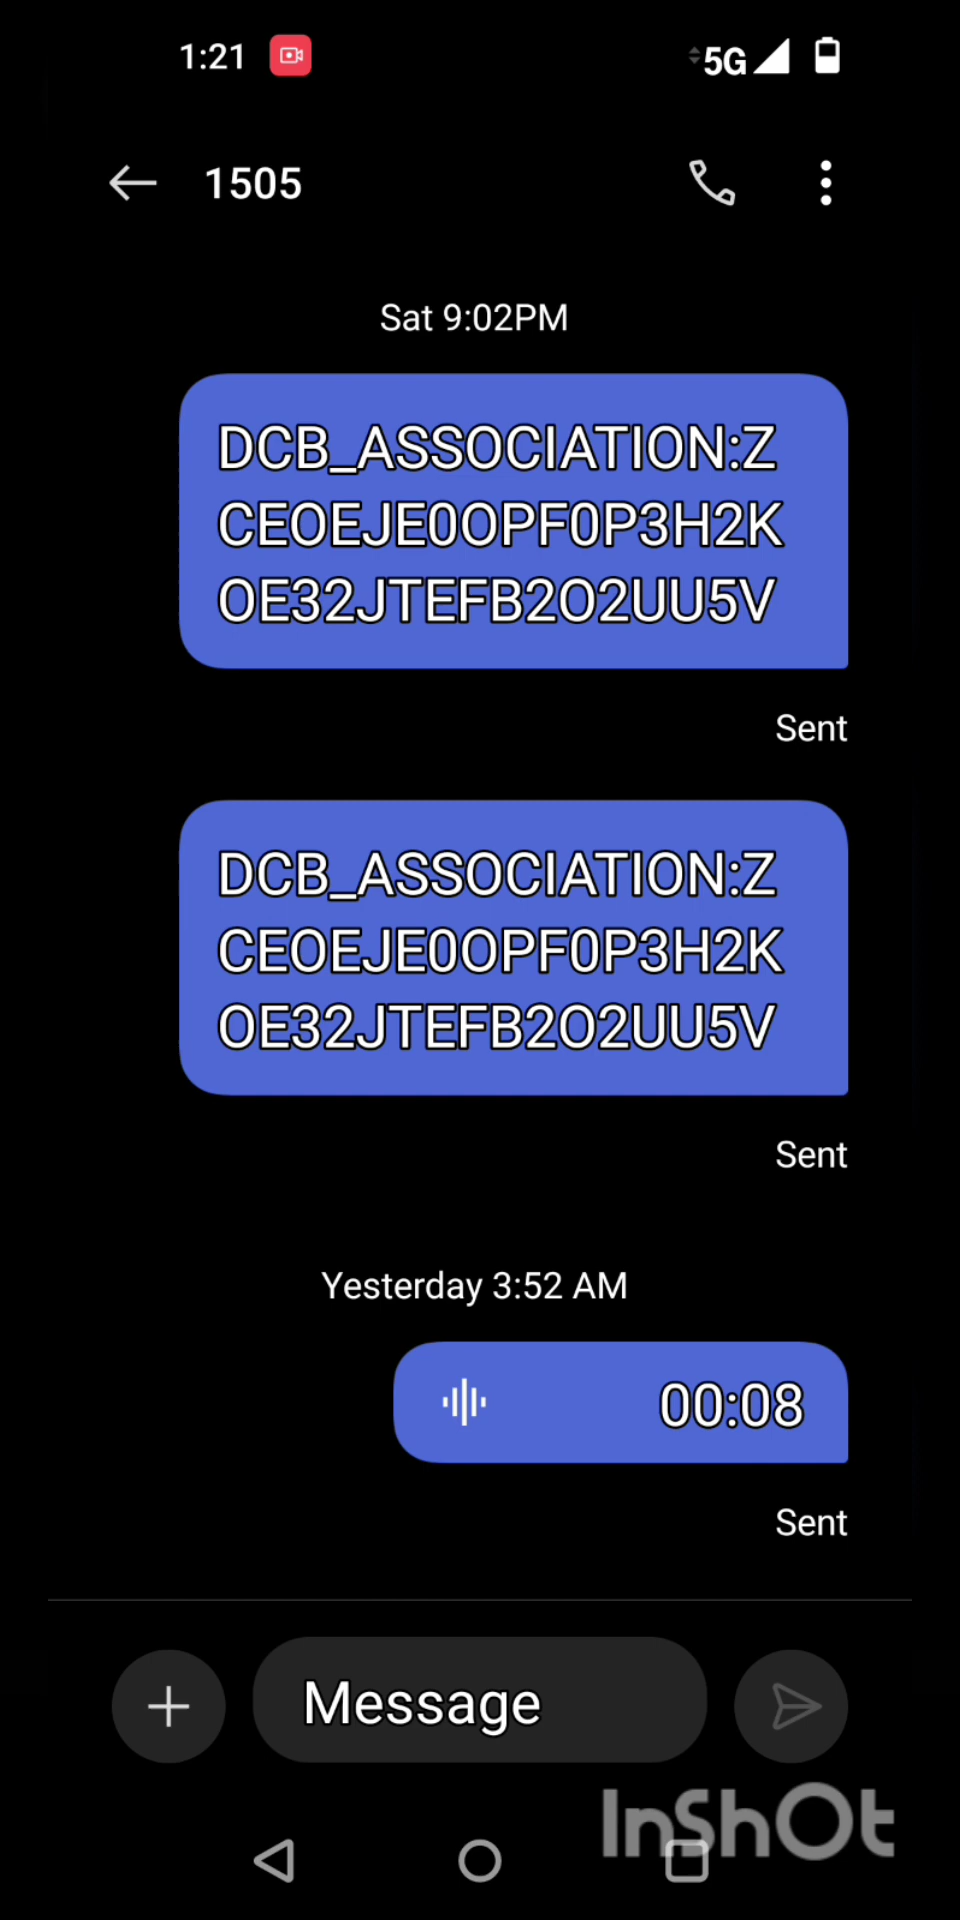 1:21
5G
1505
Sat 9:02PM
DCB_ASSOCIATION:Z
CEOEJE0OPF0P3H2K
OE32JTEFB2O2UU5V
Sent
DCB_ASSOCIATION:Z
CEOEJE0OPF0P3H2K
OE32JTEFB2O2UU5V
Sent
Yesterday 3:52 AM
00:08
Sent
Message
InShOt